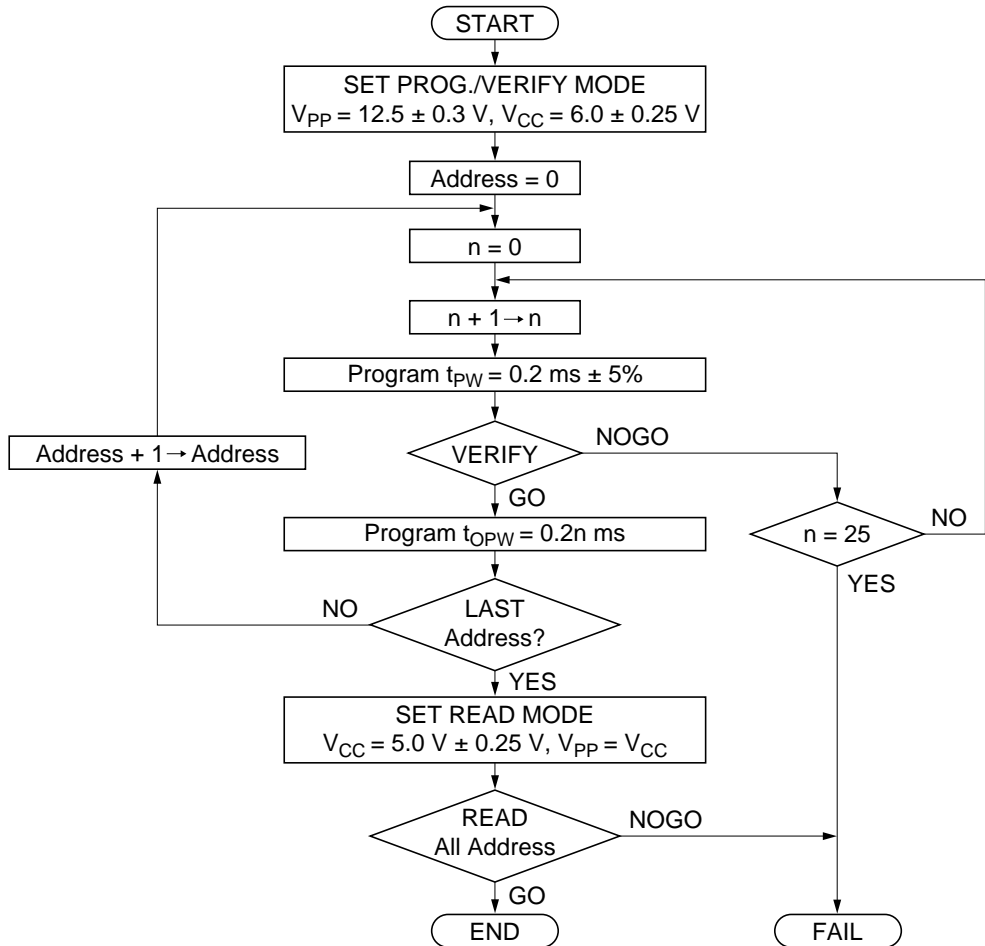 START
SET PROG./VERIFY MODE
VPP = 12.5 ± 0.3 V, VCC = 6.0 ± 0.25 V
Address = 0
n = 0
n + 1 → n
Program tPW = 0.2 ms ± 5%
Address + 1 → Address
VERIFY
NOGO
GO
Program tOPW = 0.2n ms
n = 25
NO
YES
NO
LAST
Address?
YES
SET READ MODE
VCC = 5.0 V ± 0.25 V, VPP = VCC
READ
All Address
NOGO
GO
END
FAIL